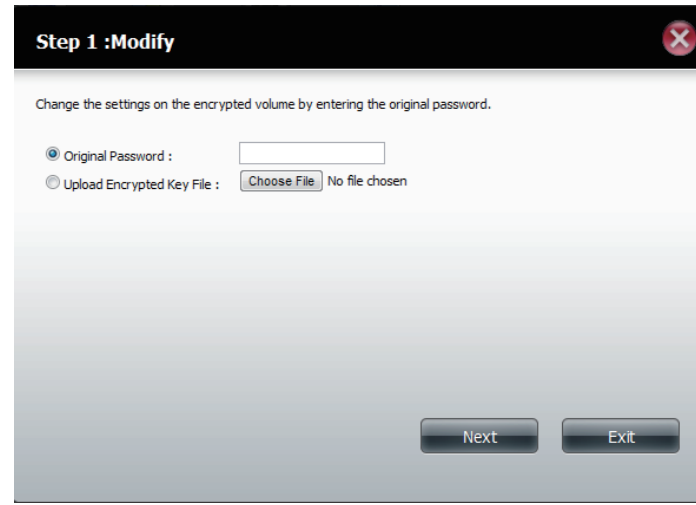 Step 1 :Modify
Change the settings on the encrypted volume by entering the original password.
Original Password :
Upload Encrypted Key File : Choose File No file chosen
Next Exit